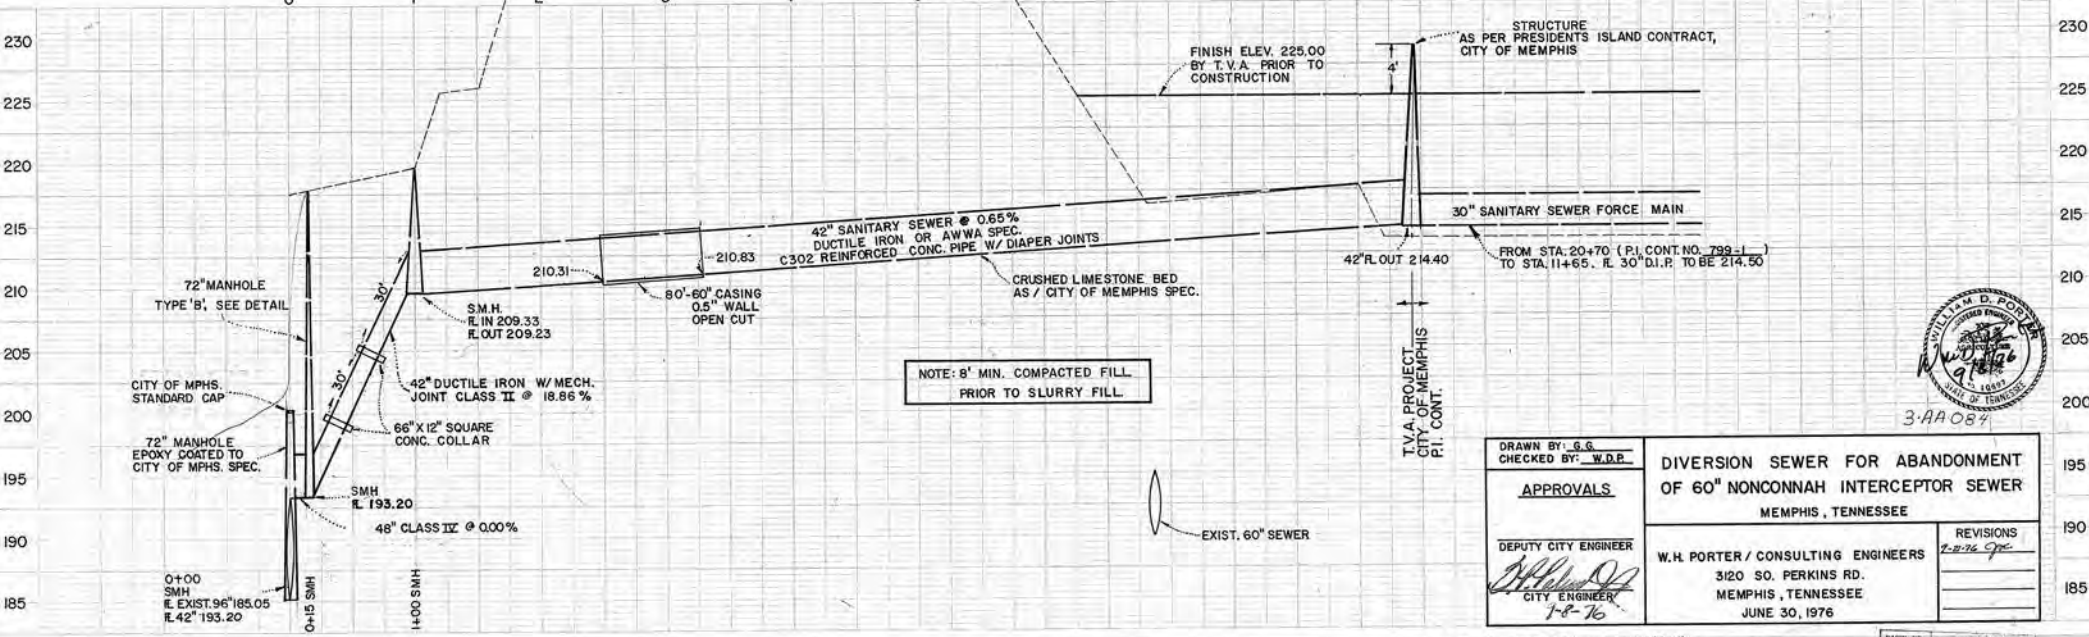 230
225
220
215
210
205
200
195
190
185
72" MANHOLE
TYPE 'B', SEE DETAIL
CITY OF MPHS.
STANDARD CAP
72" MANHOLE
EPOXY COATED TO
CITY OF MPHS. SPEC.
0+00
SMH
FL EXIST. 96" 185.05
FL 42" 193.20
0+15 SMH
1+00 SMH
30'
30'
S.M.H.
FL IN 209.33
FL OUT 209.23
42" DUCTILE IRON W/ MECH.
JOINT CLASS II @ 18.86 %
66" X 12" SQUARE
CONC. COLLAR
SMH
FL 193.20
48" CLASS IV @ 0.00%
210.31
210.83
80'-60" CASING
0.5" WALL
OPEN CUT
42" SANITARY SEWER @ 0.65%
DUCTILE IRON OR AWWA SPEC.
C302 REINFORCED CONC. PIPE W/ DIAPER JOINTS
CRUSHED LIMESTONE BED
AS / CITY OF MEMPHIS SPEC.
NOTE: 8' MIN. COMPACTED FILL
PRIOR TO SLURRY FILL
EXIST. 60" SEWER
FINISH ELEV. 225.00
BY T.V.A. PRIOR TO
CONSTRUCTION
4'
STRUCTURE
AS PER PRESIDENTS ISLAND CONTRACT,
CITY OF MEMPHIS
30" SANITARY SEWER FORCE MAIN
42" FL OUT 214.40
FROM STA. 20+70 (P.I. CONT. NO. 799-1)
TO STA. 11+65. FL 30" D.I.P. TO BE 214.50
T.V.A. PROJECT
CITY OF MEMPHIS
P.I. CONT.
230
225
220
215
210
205
200
195
190
185
WILLIAM D. PORTER
REGISTERED ENGINEER
STATE OF TENNESSEE
3-AA084
DRAWN BY: G.G.
CHECKED BY: W.D.P.
APPROVALS
DEPUTY CITY ENGINEER
CITY ENGINEER
9-8-76
DIVERSION SEWER FOR ABANDONMENT
OF 60" NONCONNAH INTERCEPTOR SEWER
MEMPHIS, TENNESSEE
W.H. PORTER / CONSULTING ENGINEERS
3120 SO. PERKINS RD.
MEMPHIS, TENNESSEE
JUNE 30, 1976
REVISIONS